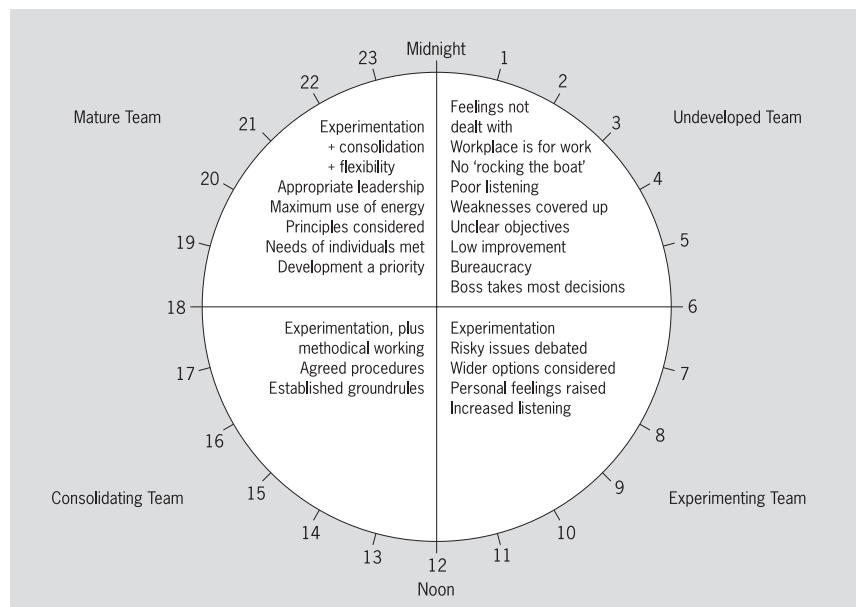 Midnight
23
1
22
2
21
3
20
4
19
5
18
6
17
7
16
8
15
9
14
10
13
11
12
Noon
Mature Team
Undeveloped Team
Experimentation
+ consolidation
+ flexibility
Appropriate leadership
Maximum use of energy
Principles considered
Needs of individuals met
Development a priority
Feelings not
dealt with
Workplace is for work
No ‘rocking the boat’
Poor listening
Weaknesses covered up
Unclear objectives
Low improvement
Bureaucracy
Boss takes most decisions
Experimentation, plus
methodical working
Agreed procedures
Established groundrules
Experimentation
Risky issues debated
Wider options considered
Personal feelings raised
Increased listening
Consolidating Team
Experimenting Team